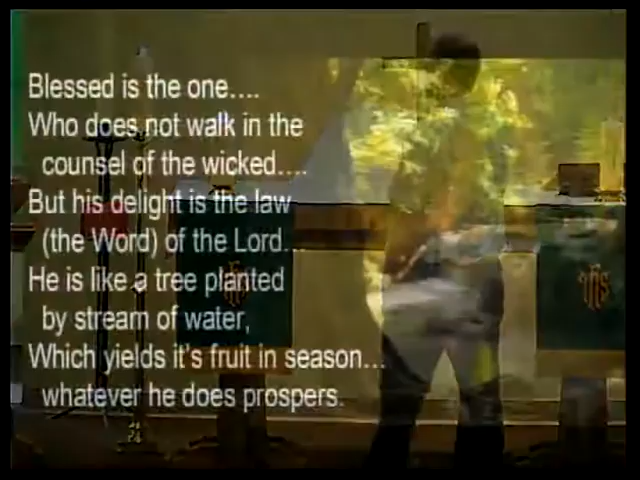 Blessed is the one....
Who does not walk in the
counsel of the wicked....
But his delight is the law
(the Word) of the Lord...
He is like a tree planted
by stream of water,
Which yields it's fruit in season...
whatever he does prospers.
IHS
IHS